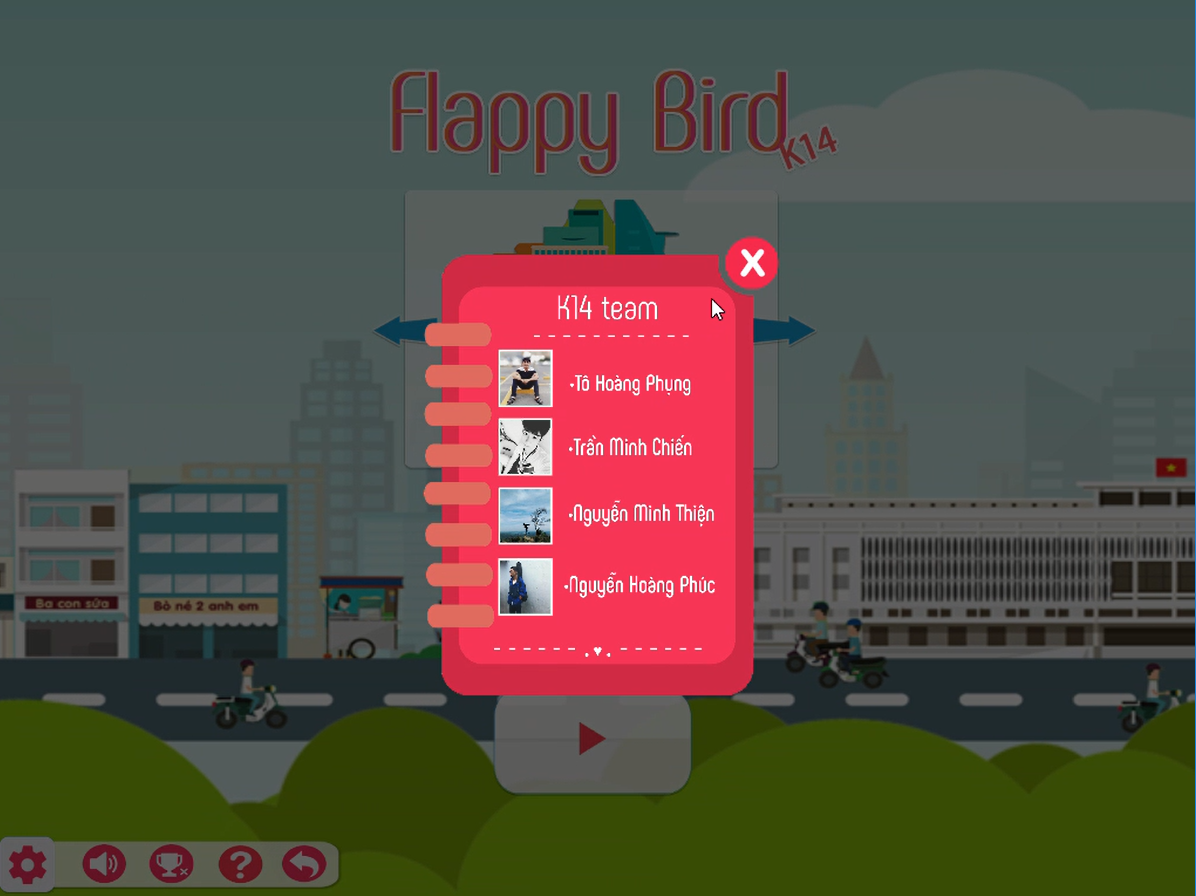 Flappy Bird
K14
K14 team
•Tô Hoàng Phụng
•Trần Minh Chiến
•Nguyễn Minh Thiện
•Nguyễn Hoàng Phúc
Ba con sửa
Bò né 2 anh em